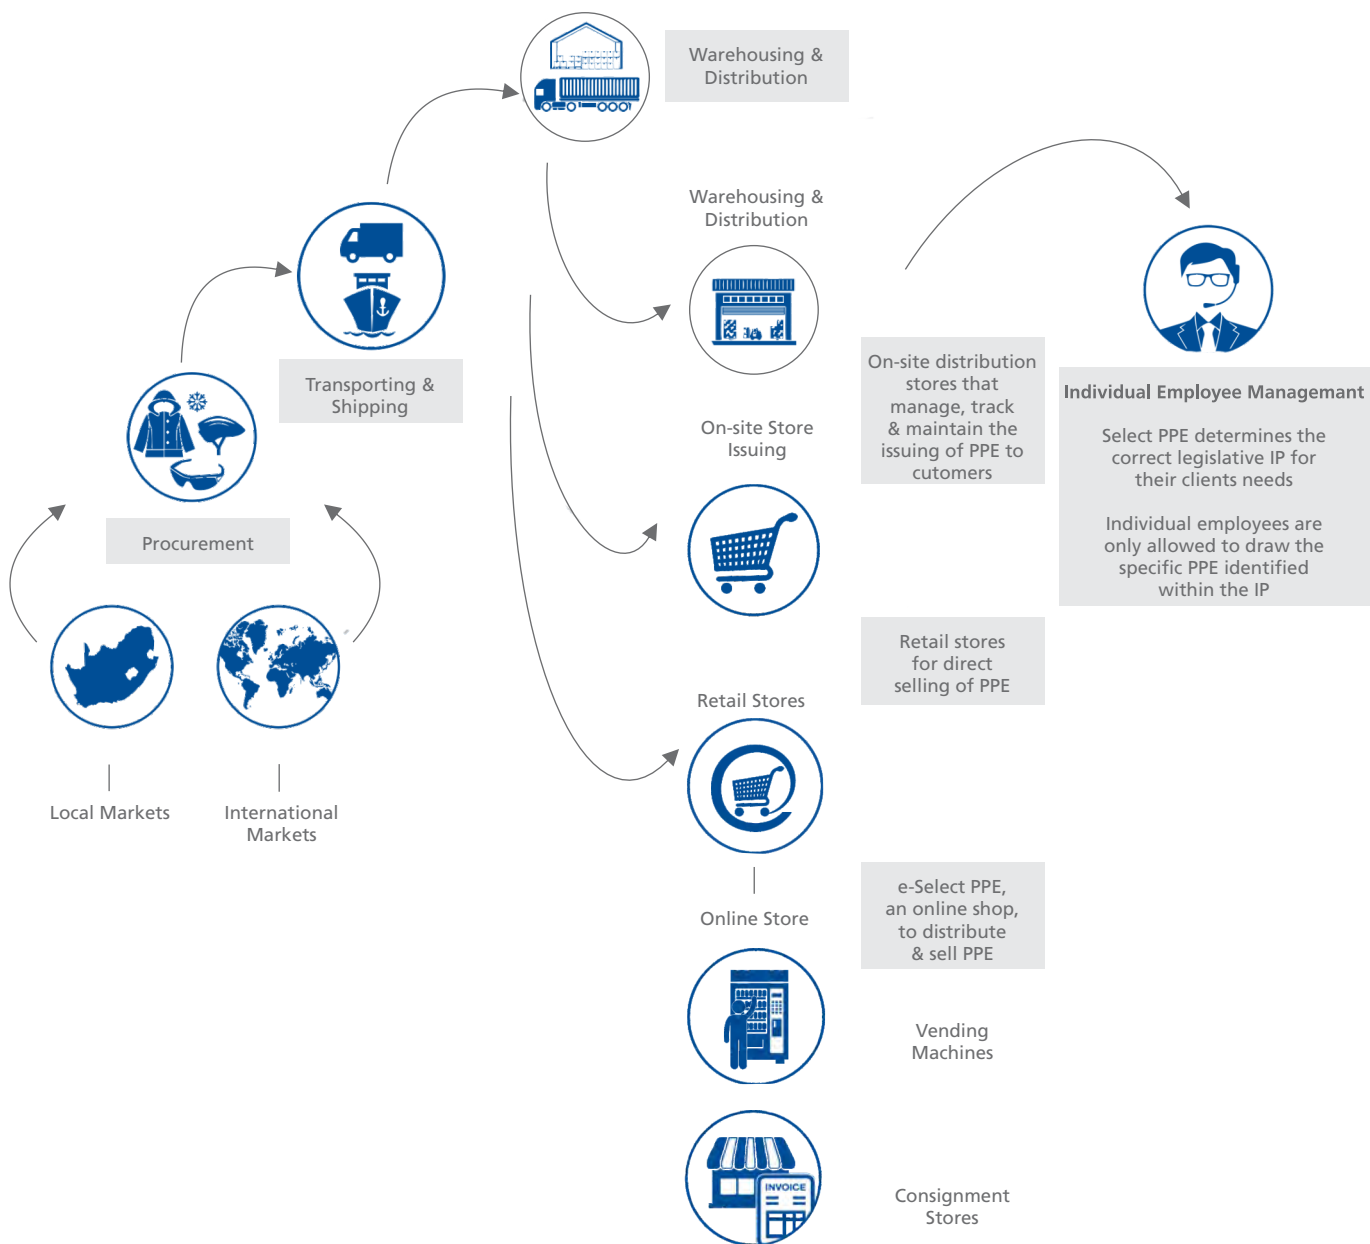 Warehousing &
Distribution
Warehousing &
Distribution
Transporting &
Shipping
On-site distribution
stores that
manage, track
& maintain the
issuing of PPE to
cutomers
Individual Employee Managemant
Select PPE determines the
correct legislative IP for
their clients needs
Individual employees are
only allowed to draw the
specific PPE identified
within the IP
On-site Store
Issuing
Procurement
Retail stores
for direct
selling of PPE
Retail Stores
Local Markets
International
Markets
e-Select PPE,
an online shop,
to distribute
& sell PPE
Online Store
Vending
Machines
INVOICE
Consignment
Stores